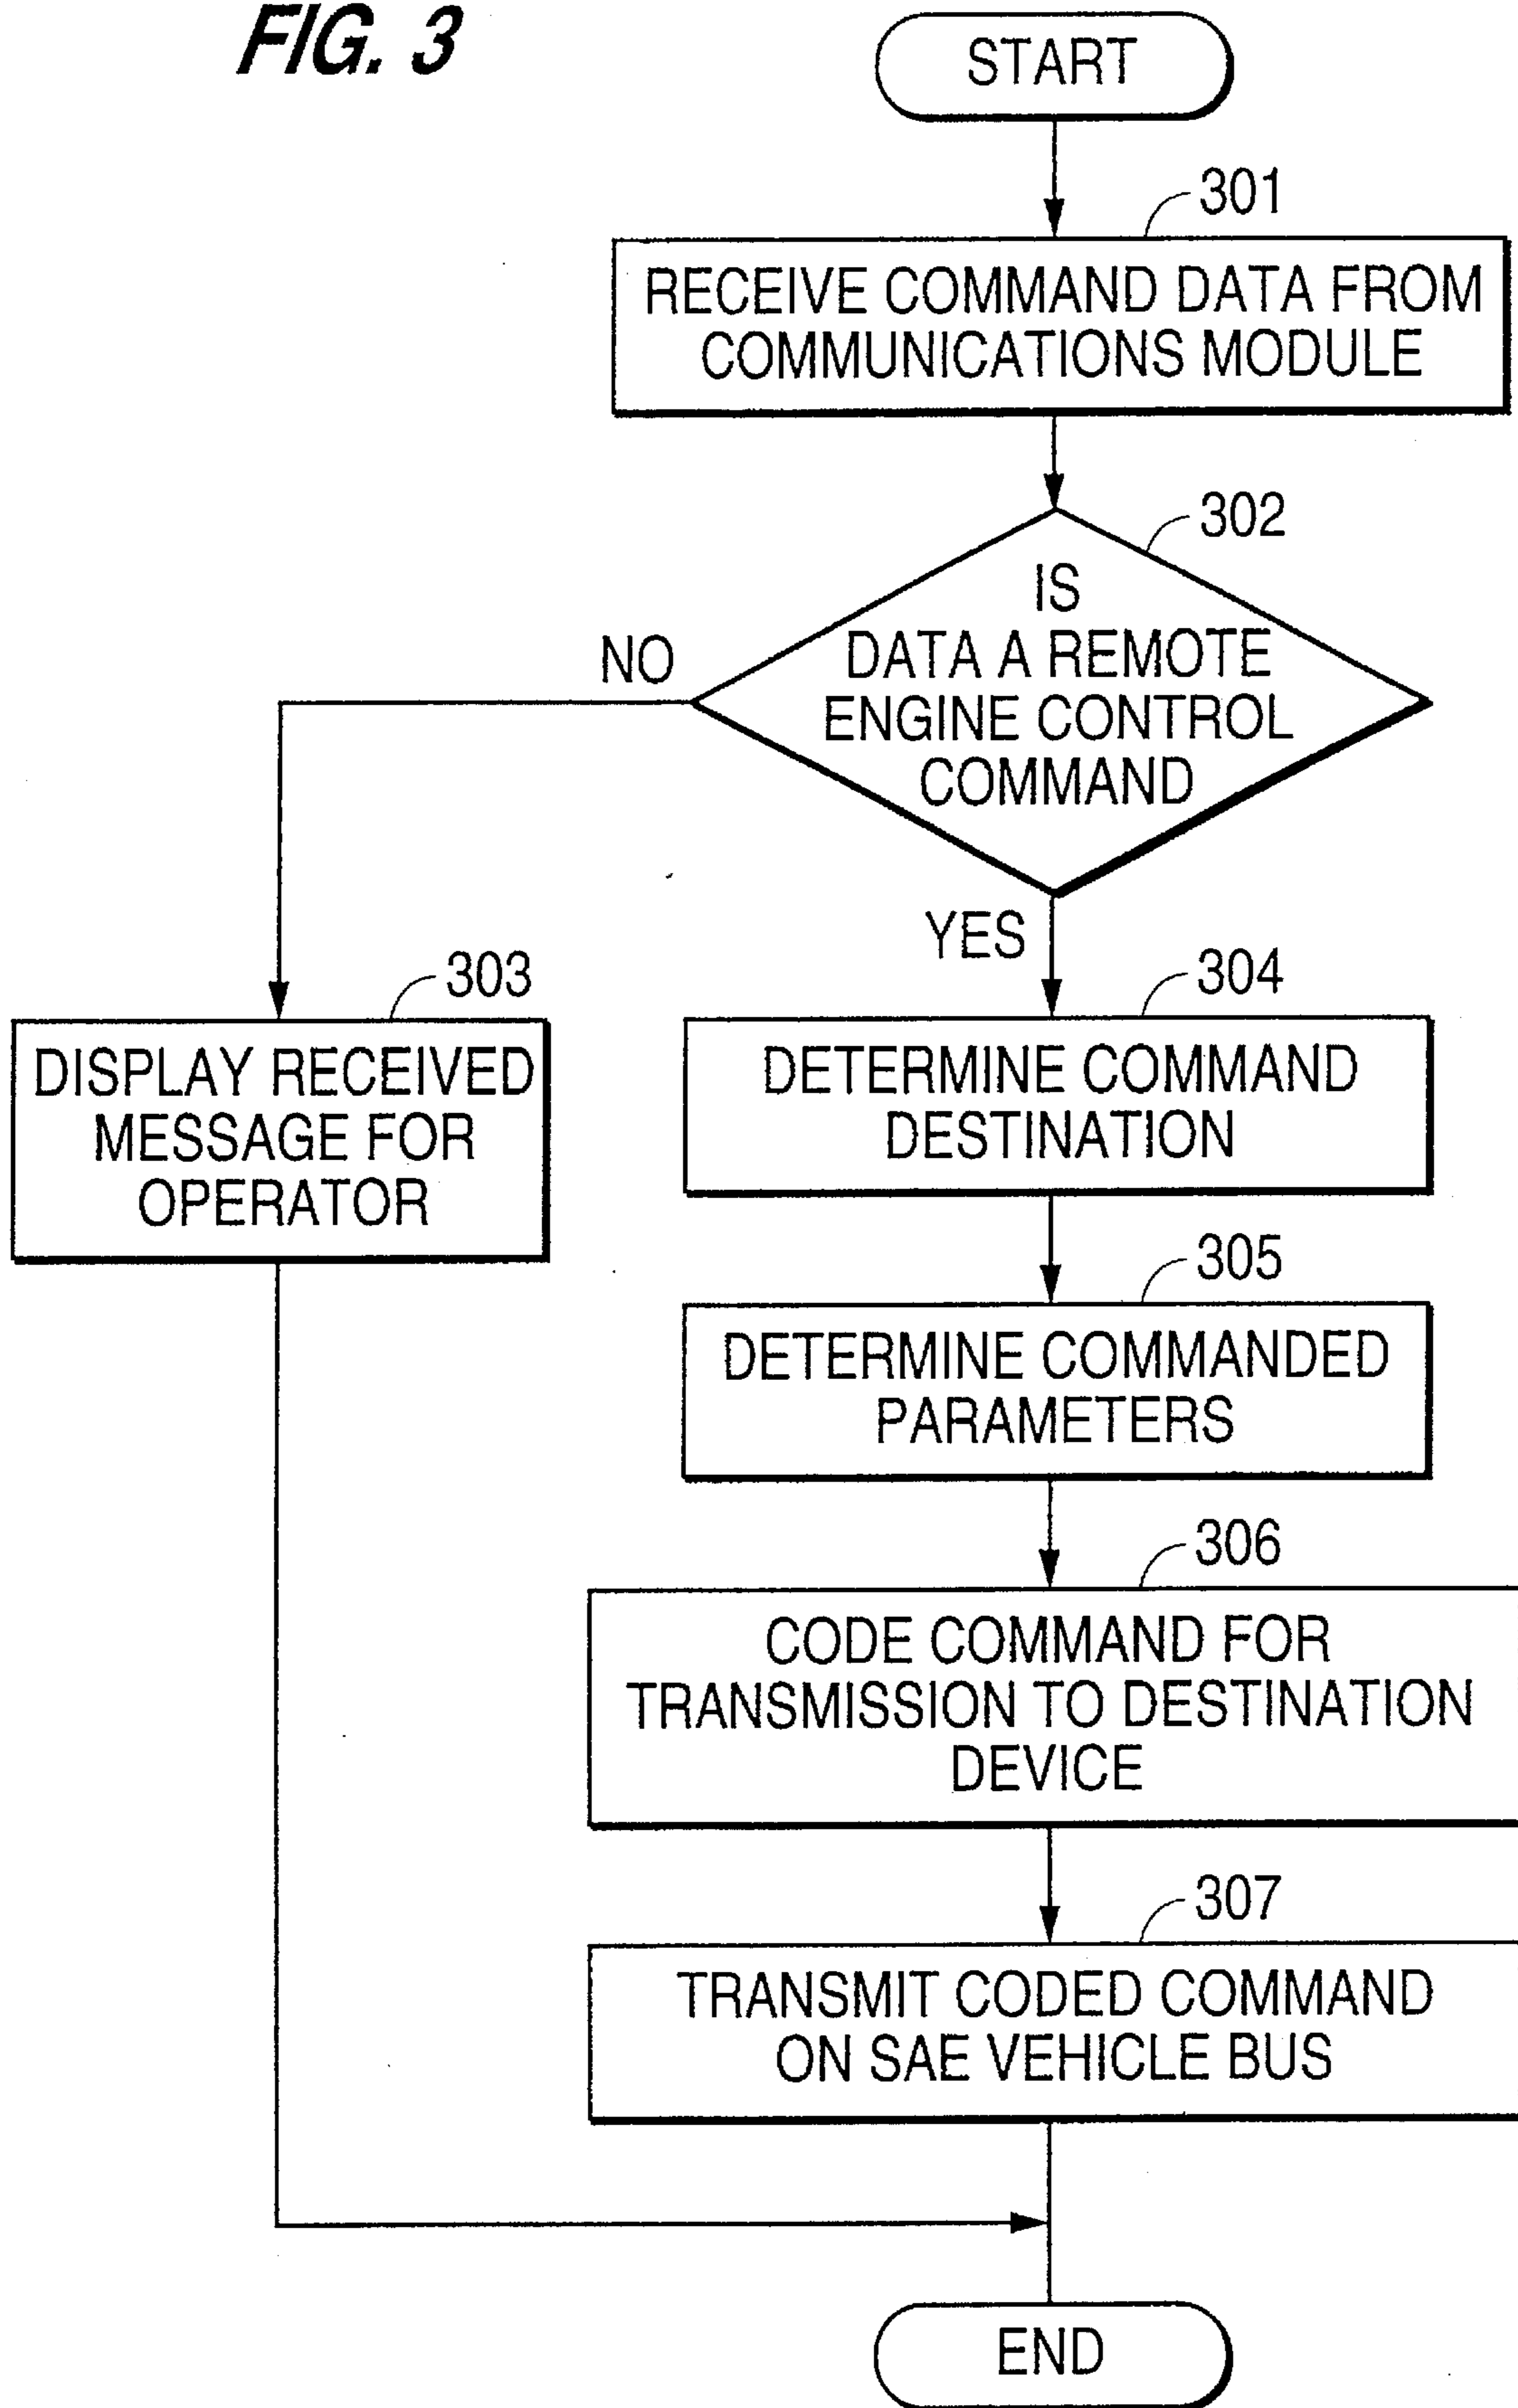 FIG. 3
START
301
RECEIVE COMMAND DATA FROM
COMMUNICATIONS MODULE
302
IS
DATA A REMOTE
ENGINE CONTROL
COMMAND
NO
YES
303
DISPLAY RECEIVED
MESSAGE FOR
OPERATOR
304
DETERMINE COMMAND
DESTINATION
305
DETERMINE COMMANDED
PARAMETERS
306
CODE COMMAND FOR
TRANSMISSION TO DESTINATION
DEVICE
307
TRANSMIT CODED COMMAND
ON SAE VEHICLE BUS
END